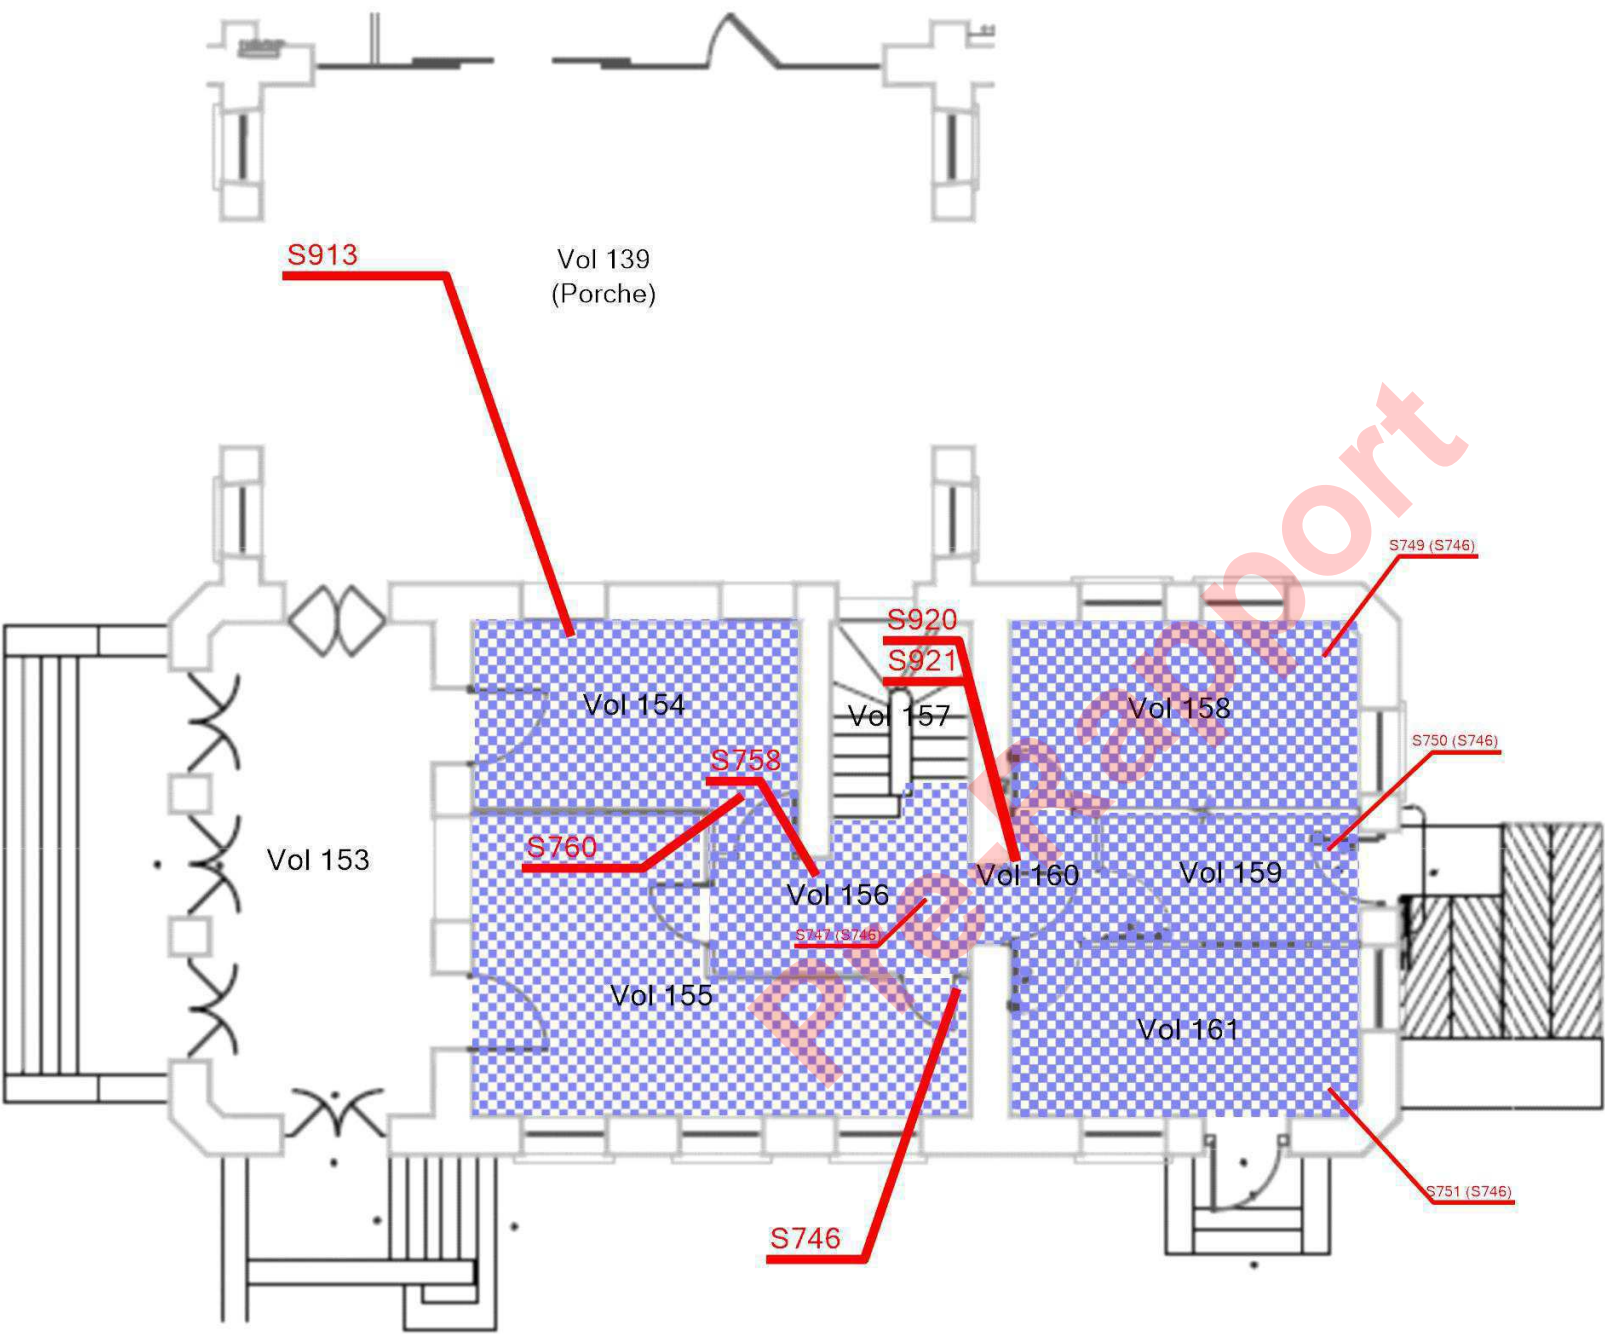 S913
Vol 139
(Porche)
S749 (S746)
S920
S921
Vol 154
Vol 157
Vol 158
S750 (S746)
S758
S760
Vol 153
Vol 156
Vol 160
Vol 159
S747 (S746)
Vol 155
Vol 161
S751 (S746)
S746
PreRapport